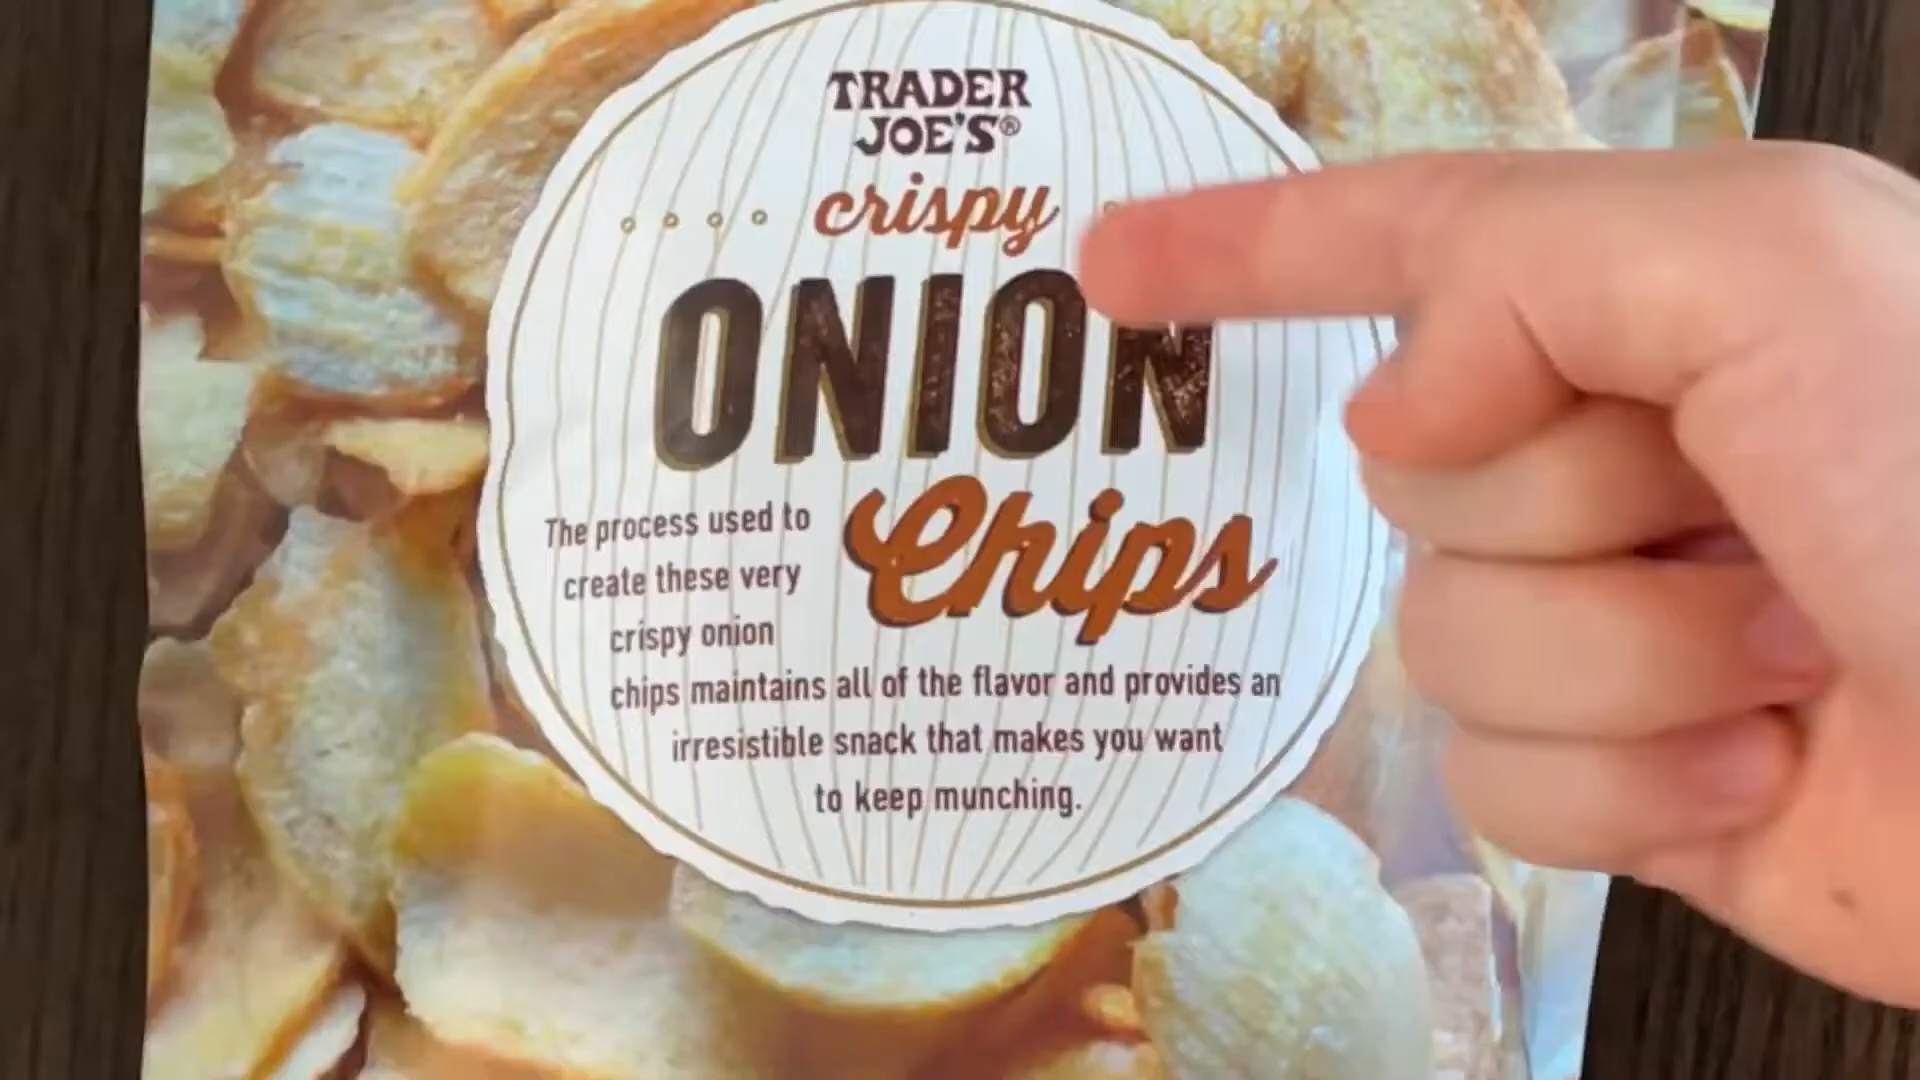 TRADER
JOE'S®
crispy
ONION
Chips
The process used to
create these very
crispy onion
chips maintains all of the flavor and provides an
irresistible snack that makes you want
to keep munching.